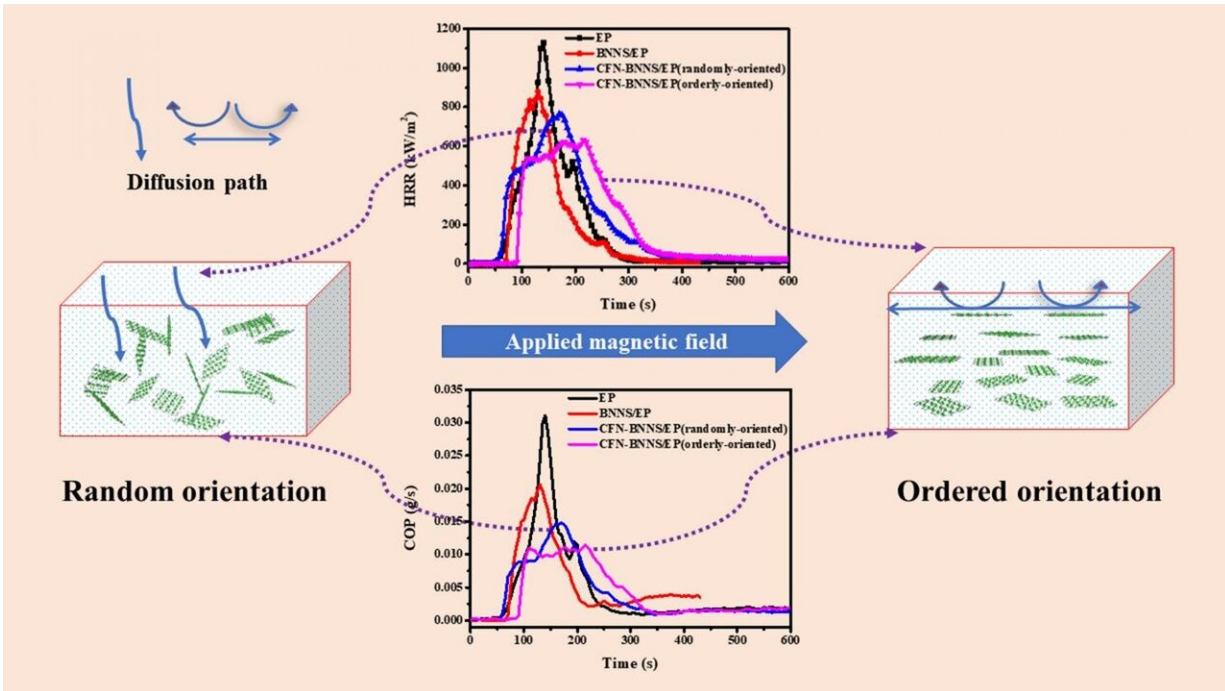 Diffusion path
1200
1000
800
600
400
200
0
HRR (kW/m²)
EP
BNNS/EP
CFN-BNNS/EP(randomly-oriented)
CFN-BNNS/EP(orderly-oriented)
0 100 200 300 400 500 600
Time (s)
Applied magnetic field
0.035
0.030
0.025
0.020
0.015
0.010
0.005
0.000
COP (g/s)
EP
BNNS/EP
CFN-BNNS/EP(randomly-oriented)
CFN-BNNS/EP(orderly-oriented)
0 100 200 300 400 500 600
Time (s)
Random orientation
Ordered orientation